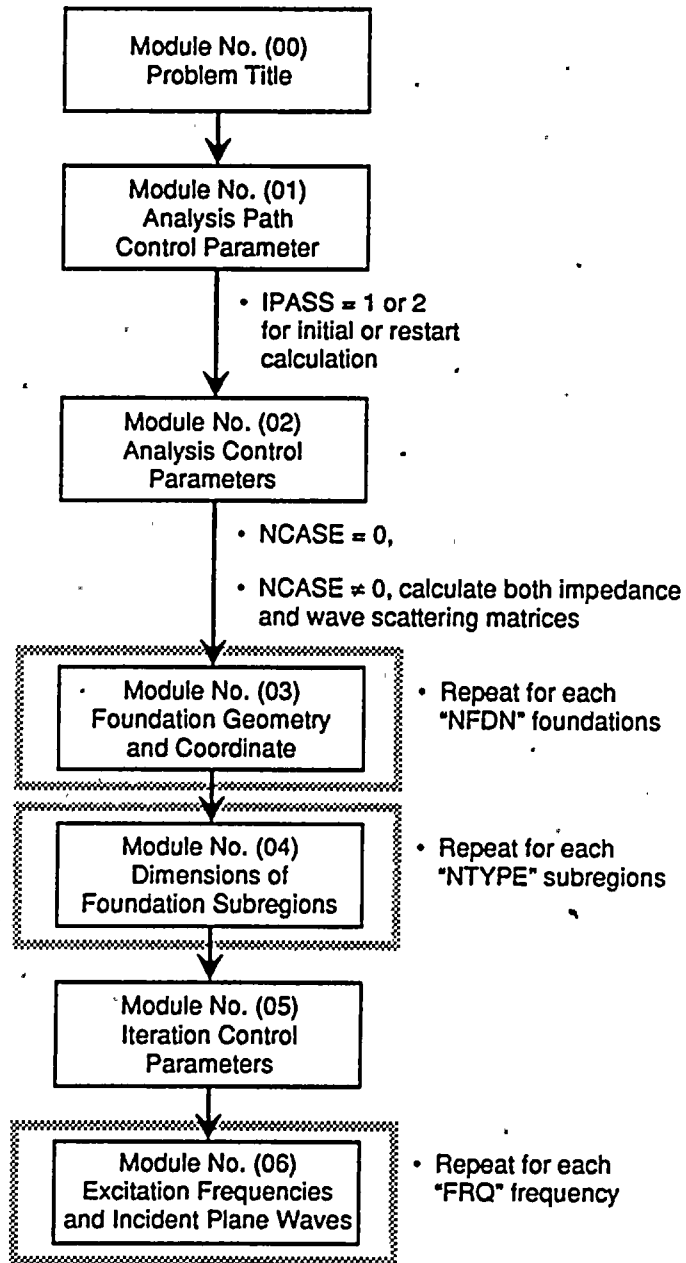 Module No. (00)
Problem Title
Module No. (01)
Analysis Path
Control Parameter
• IPASS = 1 or 2
for initial or restart
calculation
Module No. (02)
Analysis Control
Parameters
• NCASE = 0,
• NCASE ≠ 0, calculate both impedance
and wave scattering matrices
Module No. (03)
Foundation Geometry
and Coordinate
• Repeat for each
"NFDN" foundations
Module No. (04)
Dimensions of
Foundation Subregions
• Repeat for each
"NTYPE" subregions
Module No. (05)
Iteration Control
Parameters
Module No. (06)
Excitation Frequencies
and Incident Plane Waves
• Repeat for each
"FRQ" frequency